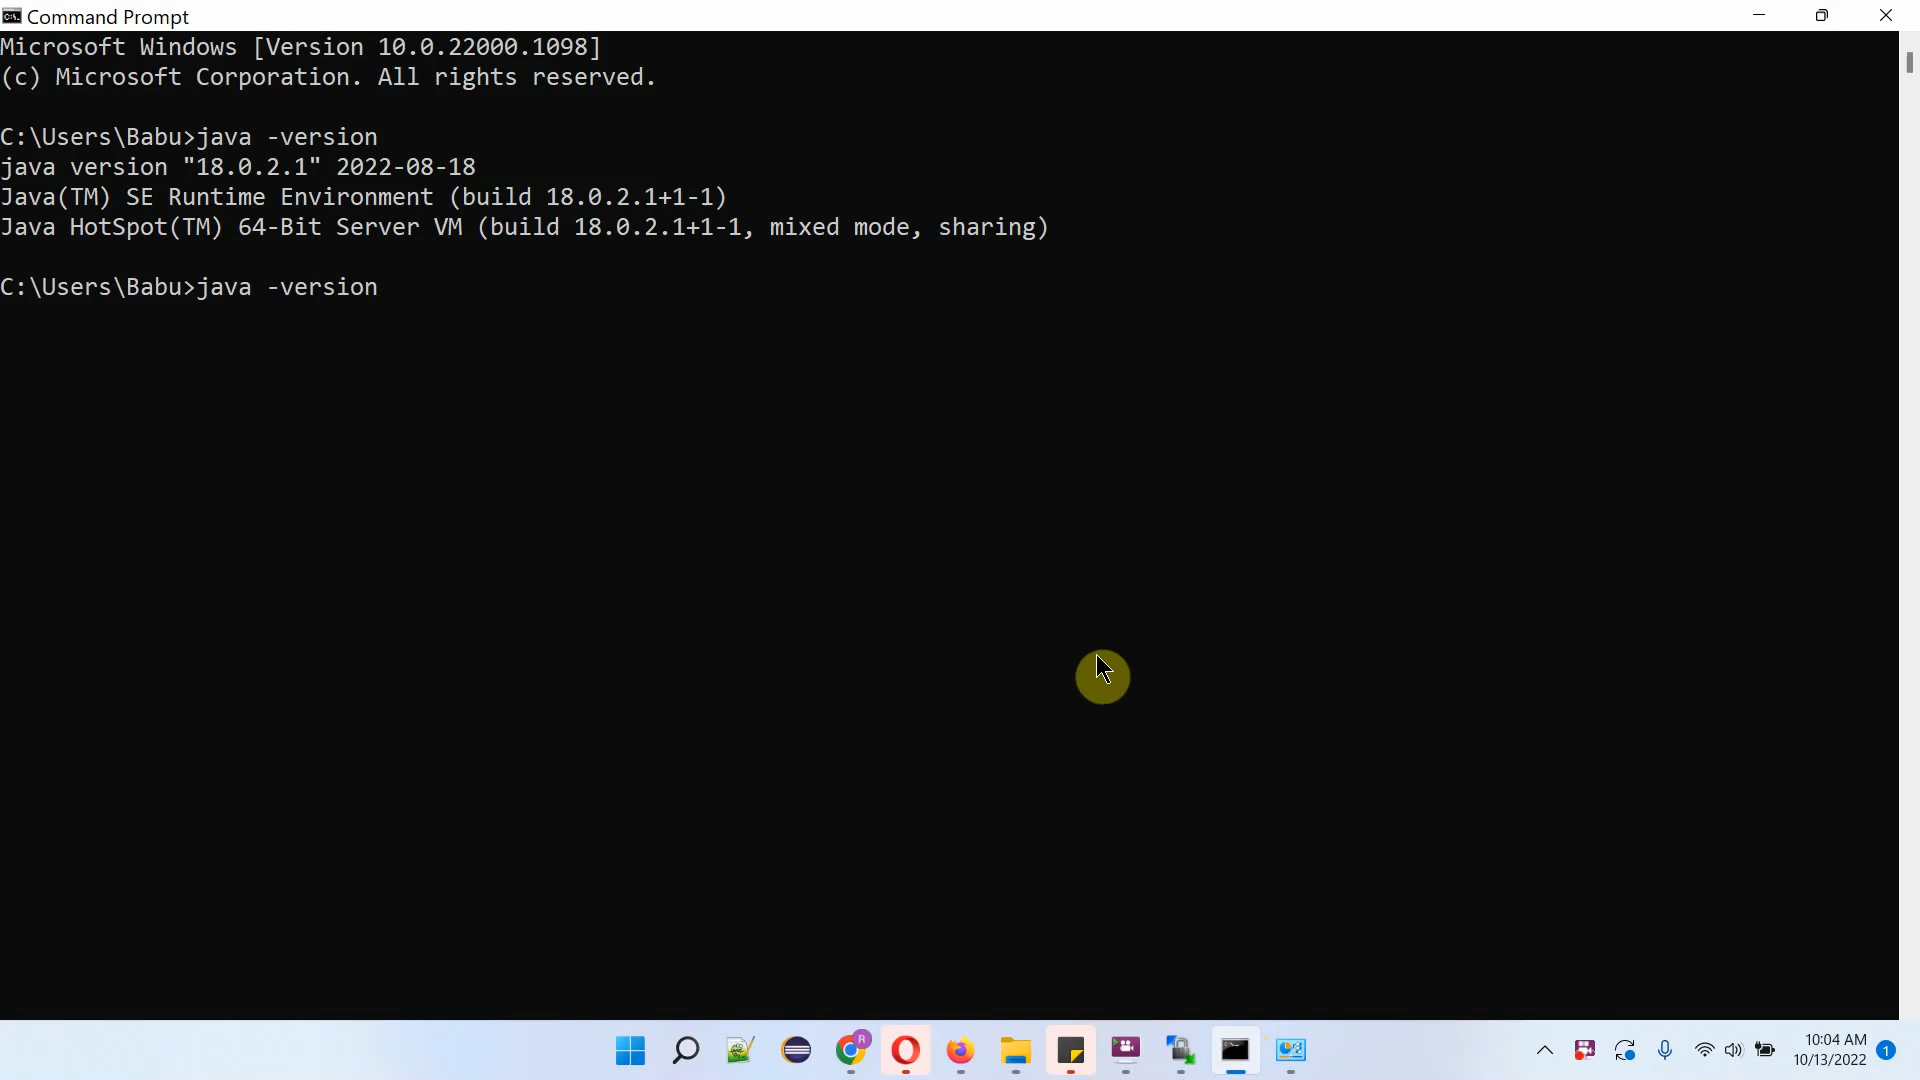 Command Prompt
Microsoft Windows [Version 10.0.22000.1098]
(c) Microsoft Corporation. All rights reserved.
C:\Users\Babu>java -version
java version "18.0.2.1" 2022-08-18
Java(TM) SE Runtime Environment (build 18.0.2.1+1-1)
Java HotSpot(TM) 64-Bit Server VM (build 18.0.2.1+1-1, mixed mode, sharing)
C:\Users\Babu>java -version
R
10:04 AM
10/13/2022
1